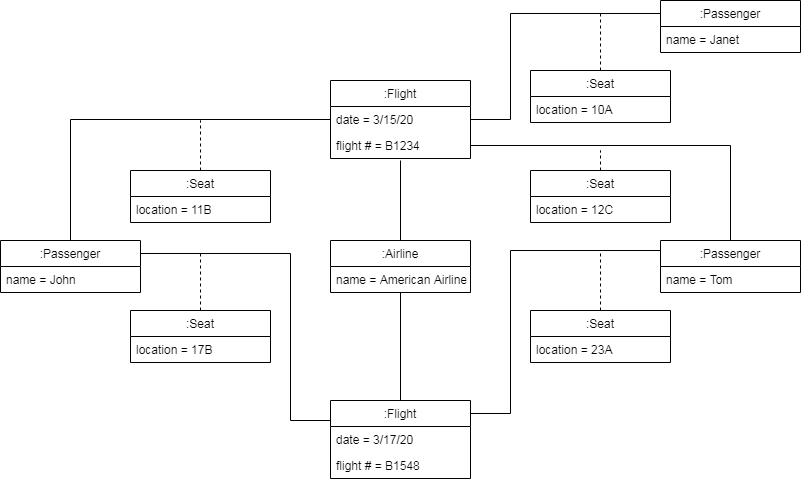 :Passenger
name = Janet
:Flight
date = 3/15/20
flight # = B1234
:Seat
location = 10A
:Seat
location = 11B
:Seat
location = 12C
:Passenger
name = John
:Airline
name = American Airline
:Passenger
name = Tom
:Seat
location = 17B
:Seat
location = 23A
:Flight
date = 3/17/20
flight # = B1548